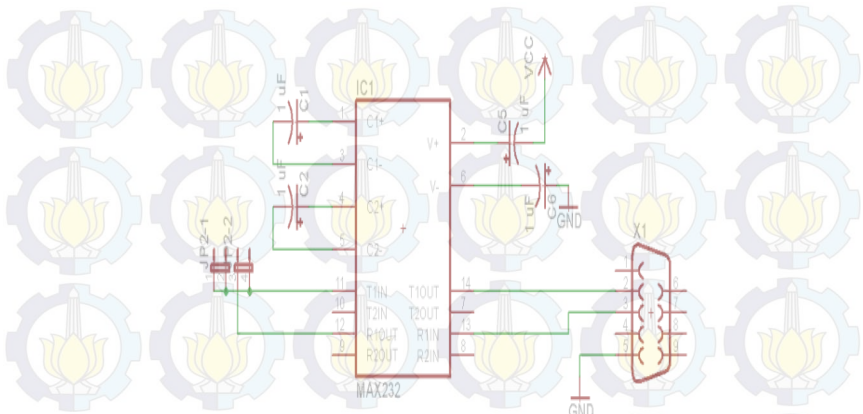 IC1
1 uF
C1
1
C1+
3
C1-
1 uF
C2
4
C2+
5
C2-
VCC
C5
1 uF
2
V+
6
V-
1 uF
C6
GND
X1
JP2-1
P2-2
11
T1IN
10
T2IN
12
R1OUT
9
R2OUT
14
T1OUT
7
T2OUT
13
R1IN
8
R2IN
MAX232
1
2
3
4
5
6
7
8
9
GND